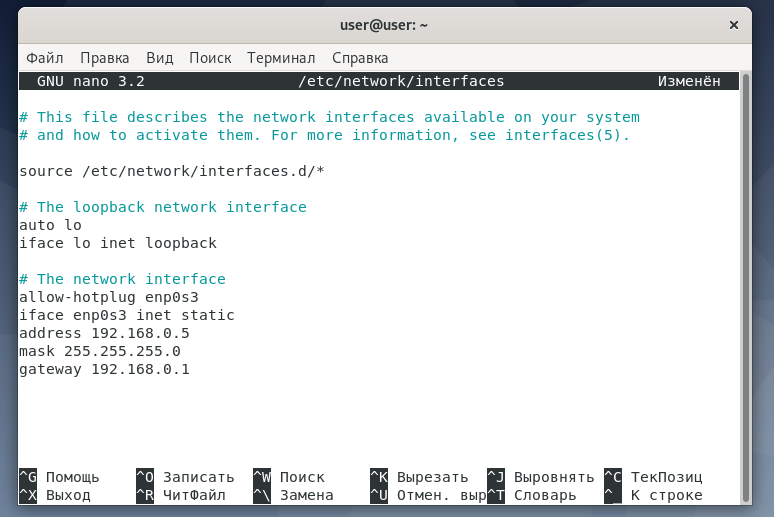 user@user: ~ ×
Файл Правка Вид Поиск Терминал Справка
GNU nano 3.2 /etc/network/interfaces Изменён
# This file describes the network interfaces available on your system
# and how to activate them. For more information, see interfaces(5).
source /etc/network/interfaces.d/*
# The loopback network interface
auto lo
iface lo inet loopback
# The network interface
allow-hotplug enp0s3
iface enp0s3 inet static
address 192.168.0.5
mask 255.255.255.0
gateway 192.168.0.1
^G Помощь ^O Записать ^W Поиск ^K Вырезать ^J Выровнять ^C ТекПозиц
^X Выход ^R ЧитФайл ^\ Замена ^U Отмен. выр^T Словарь ^_ К строке